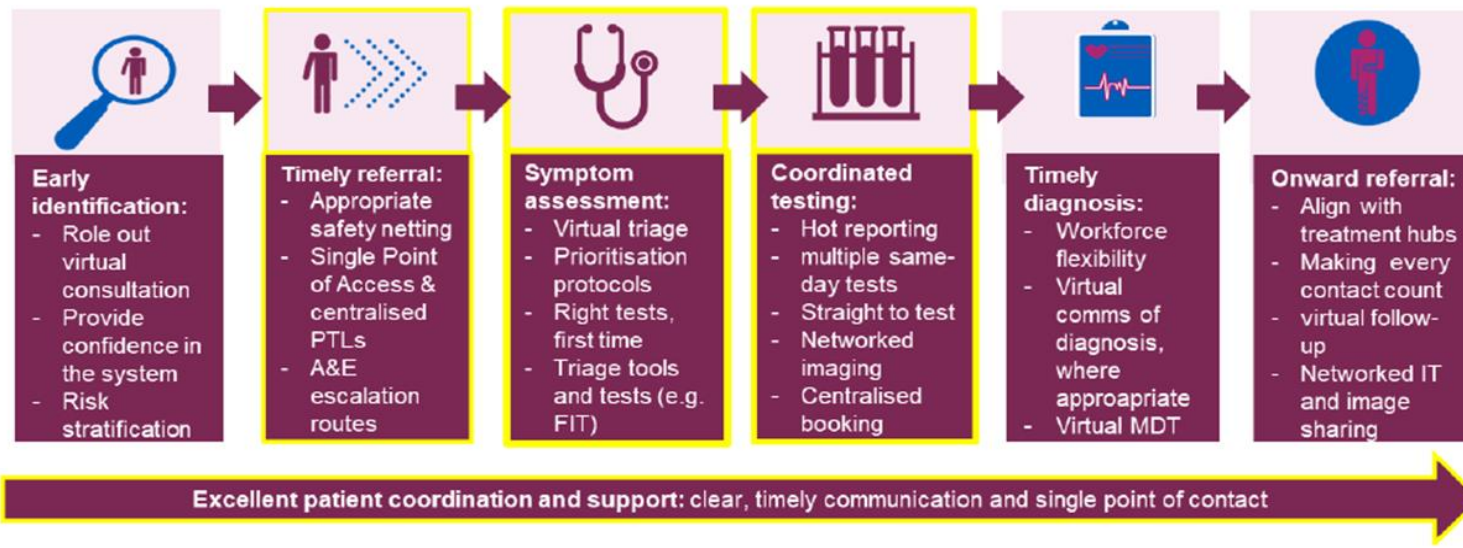 Early
identification:
- Role out
virtual
consultation
- Provide
confidence in
the system
- Risk
stratification
Timely referral:
- Appropriate
safety netting
- Single Point
of Access &
centralised
PTLs
- A&E
escalation
routes
Symptom
assessment:
- Virtual triage
- Prioritisation
protocols
- Right tests,
first time
- Triage tools
and tests (e.g.
FIT)
Coordinated
testing:
- Hot reporting
- multiple same-
day tests
- Straight to test
- Networked
imaging
- Centralised
booking
Timely
diagnosis:
- Workforce
flexibility
- Virtual
comms of
diagnosis,
where
approapriate
- Virtual MDT
Onward referral:
- Align with
treatment hubs
- Making every
contact count
- virtual follow-
up
- Networked IT
and image
sharing
Excellent patient coordination and support: clear, timely communication and single point of contact